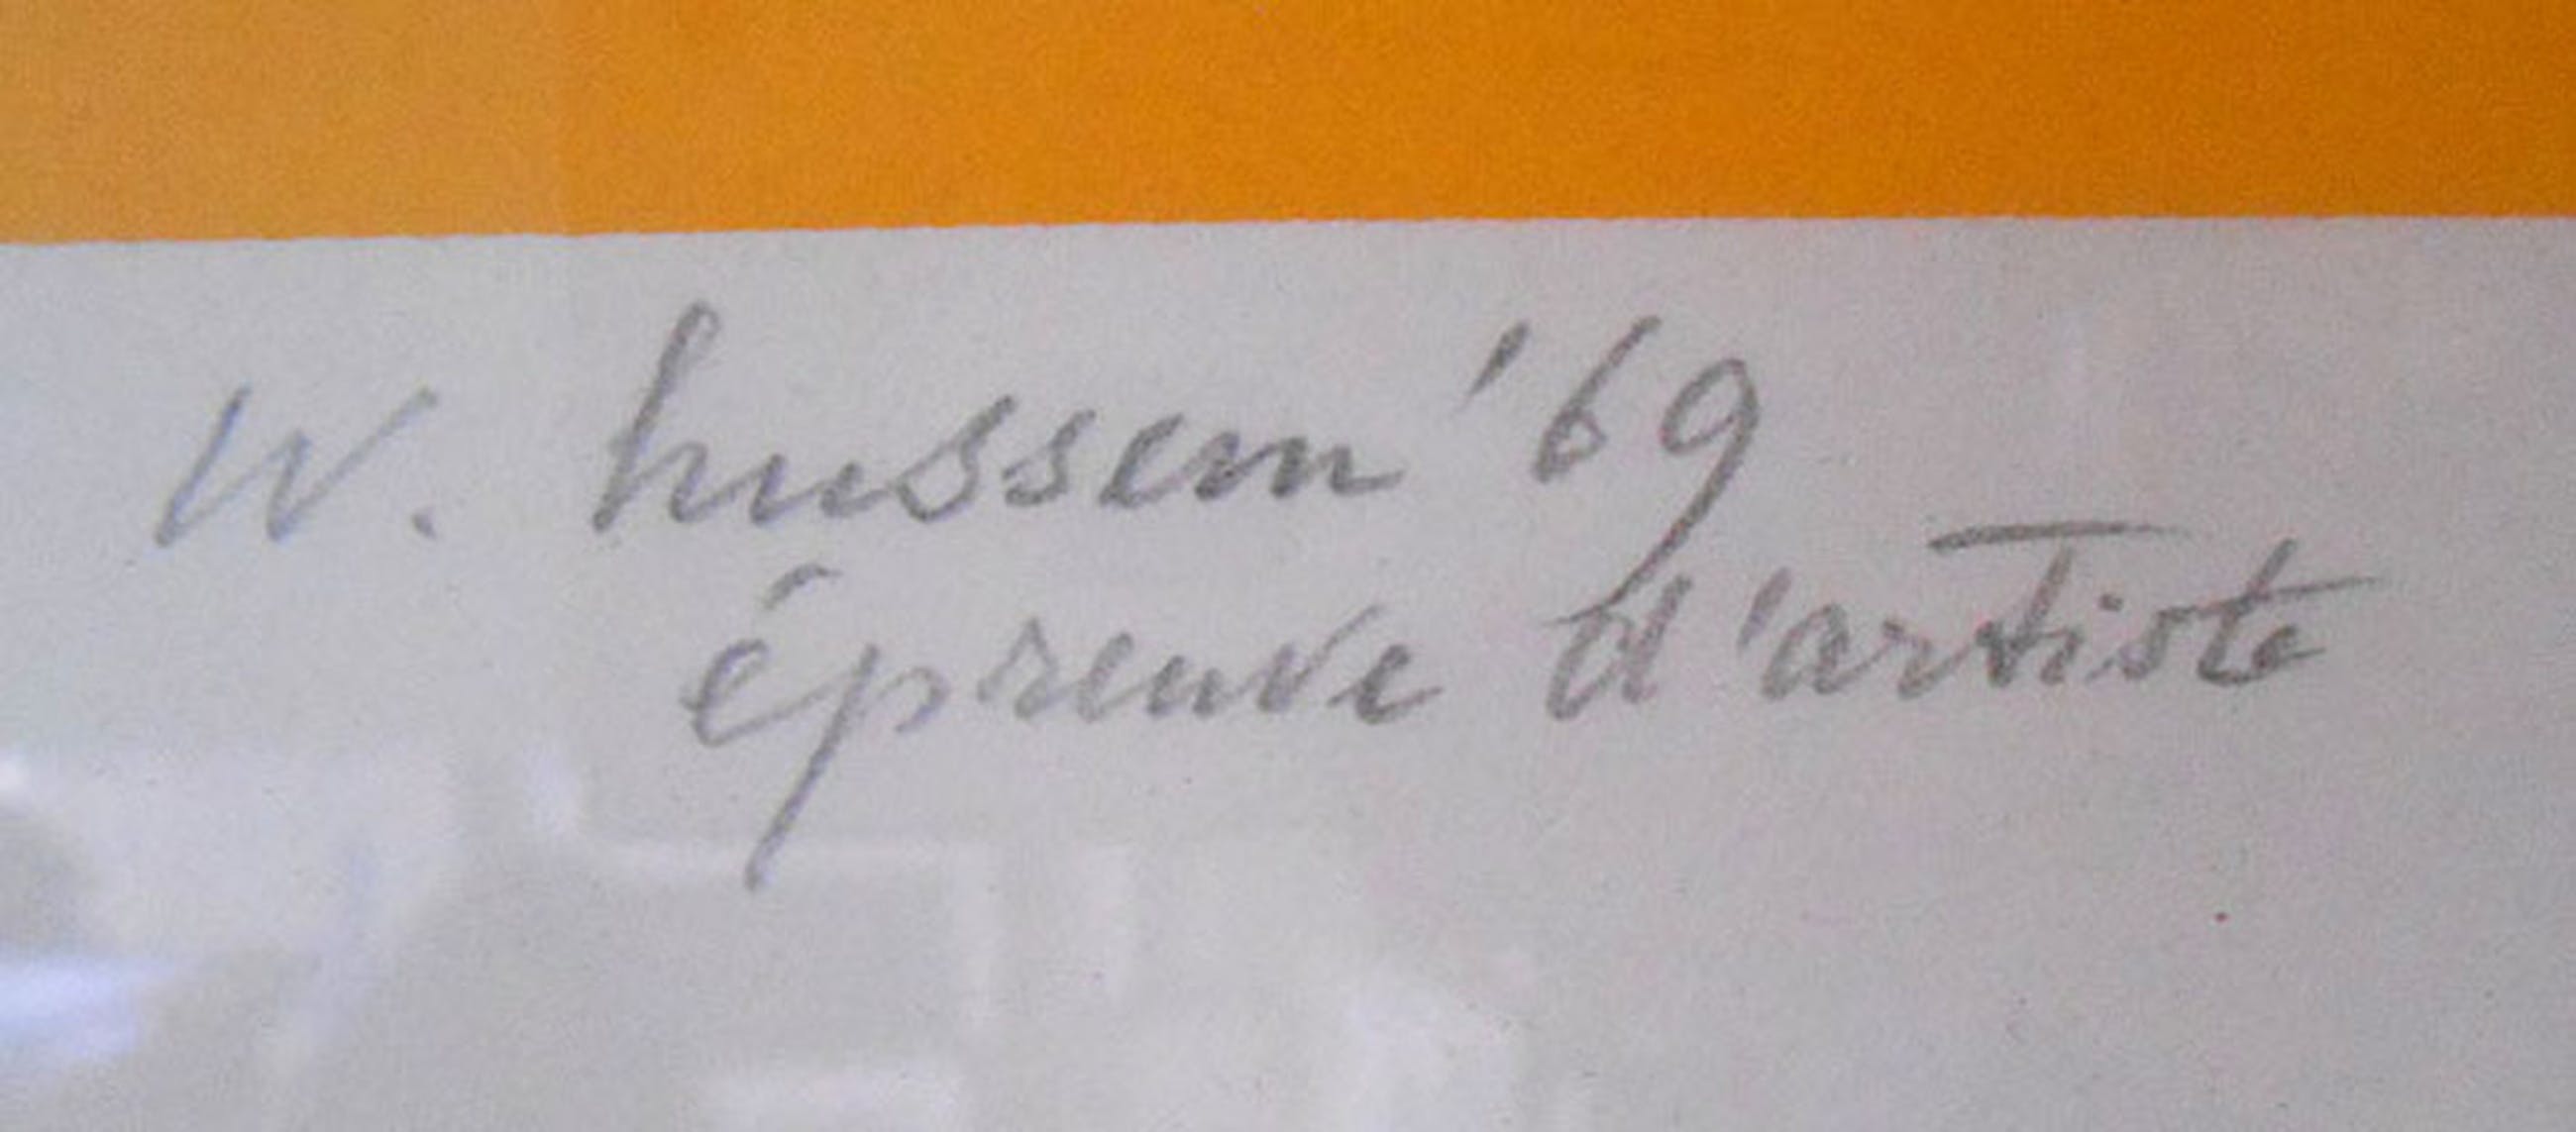 W. hussem '69
épreuve d'artiste